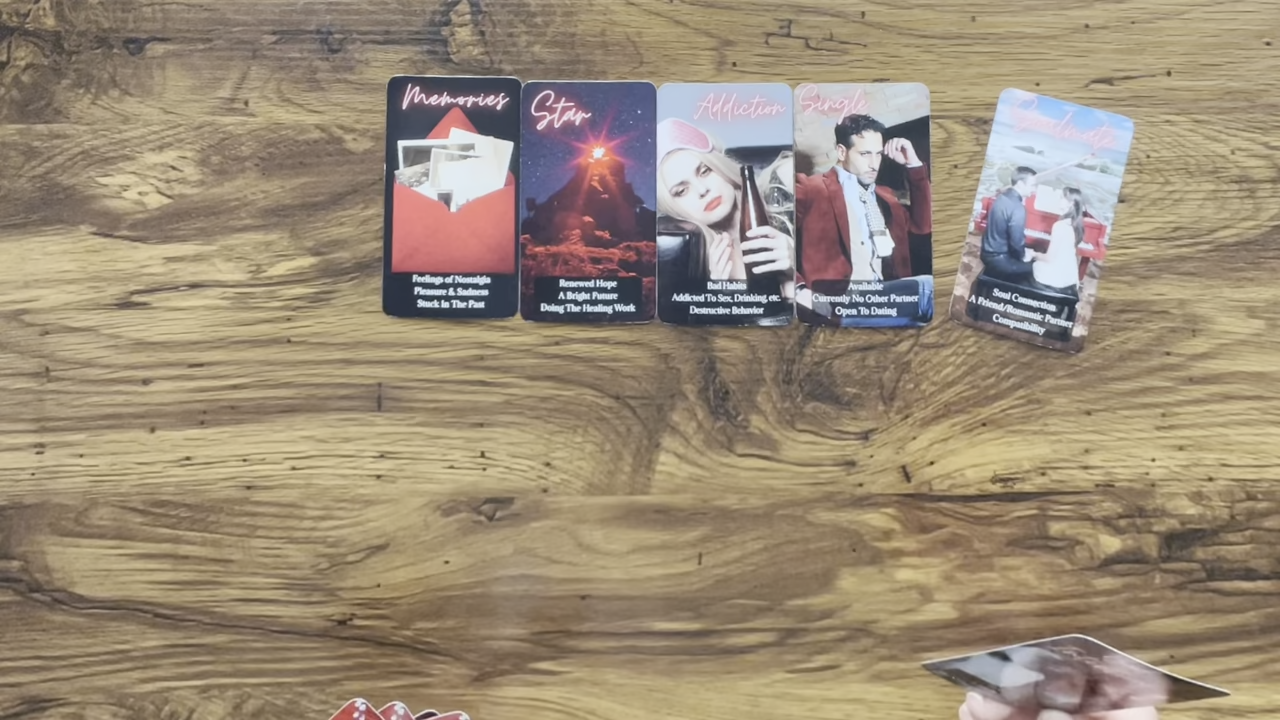 Memories
Feelings of Nostalgia
Pleasure & Sadness
Stuck In The Past
Star
Renewed Hope
A Bright Future
Doing The Healing Work
Addiction
Bad Habits
Addicted To Sex, Drinking, etc.
Destructive Behavior
Single
Available
Currently No Other Partner
Open To Dating
Soulmate
Soul Connection
A Friend/Romantic Partner
Compatibility